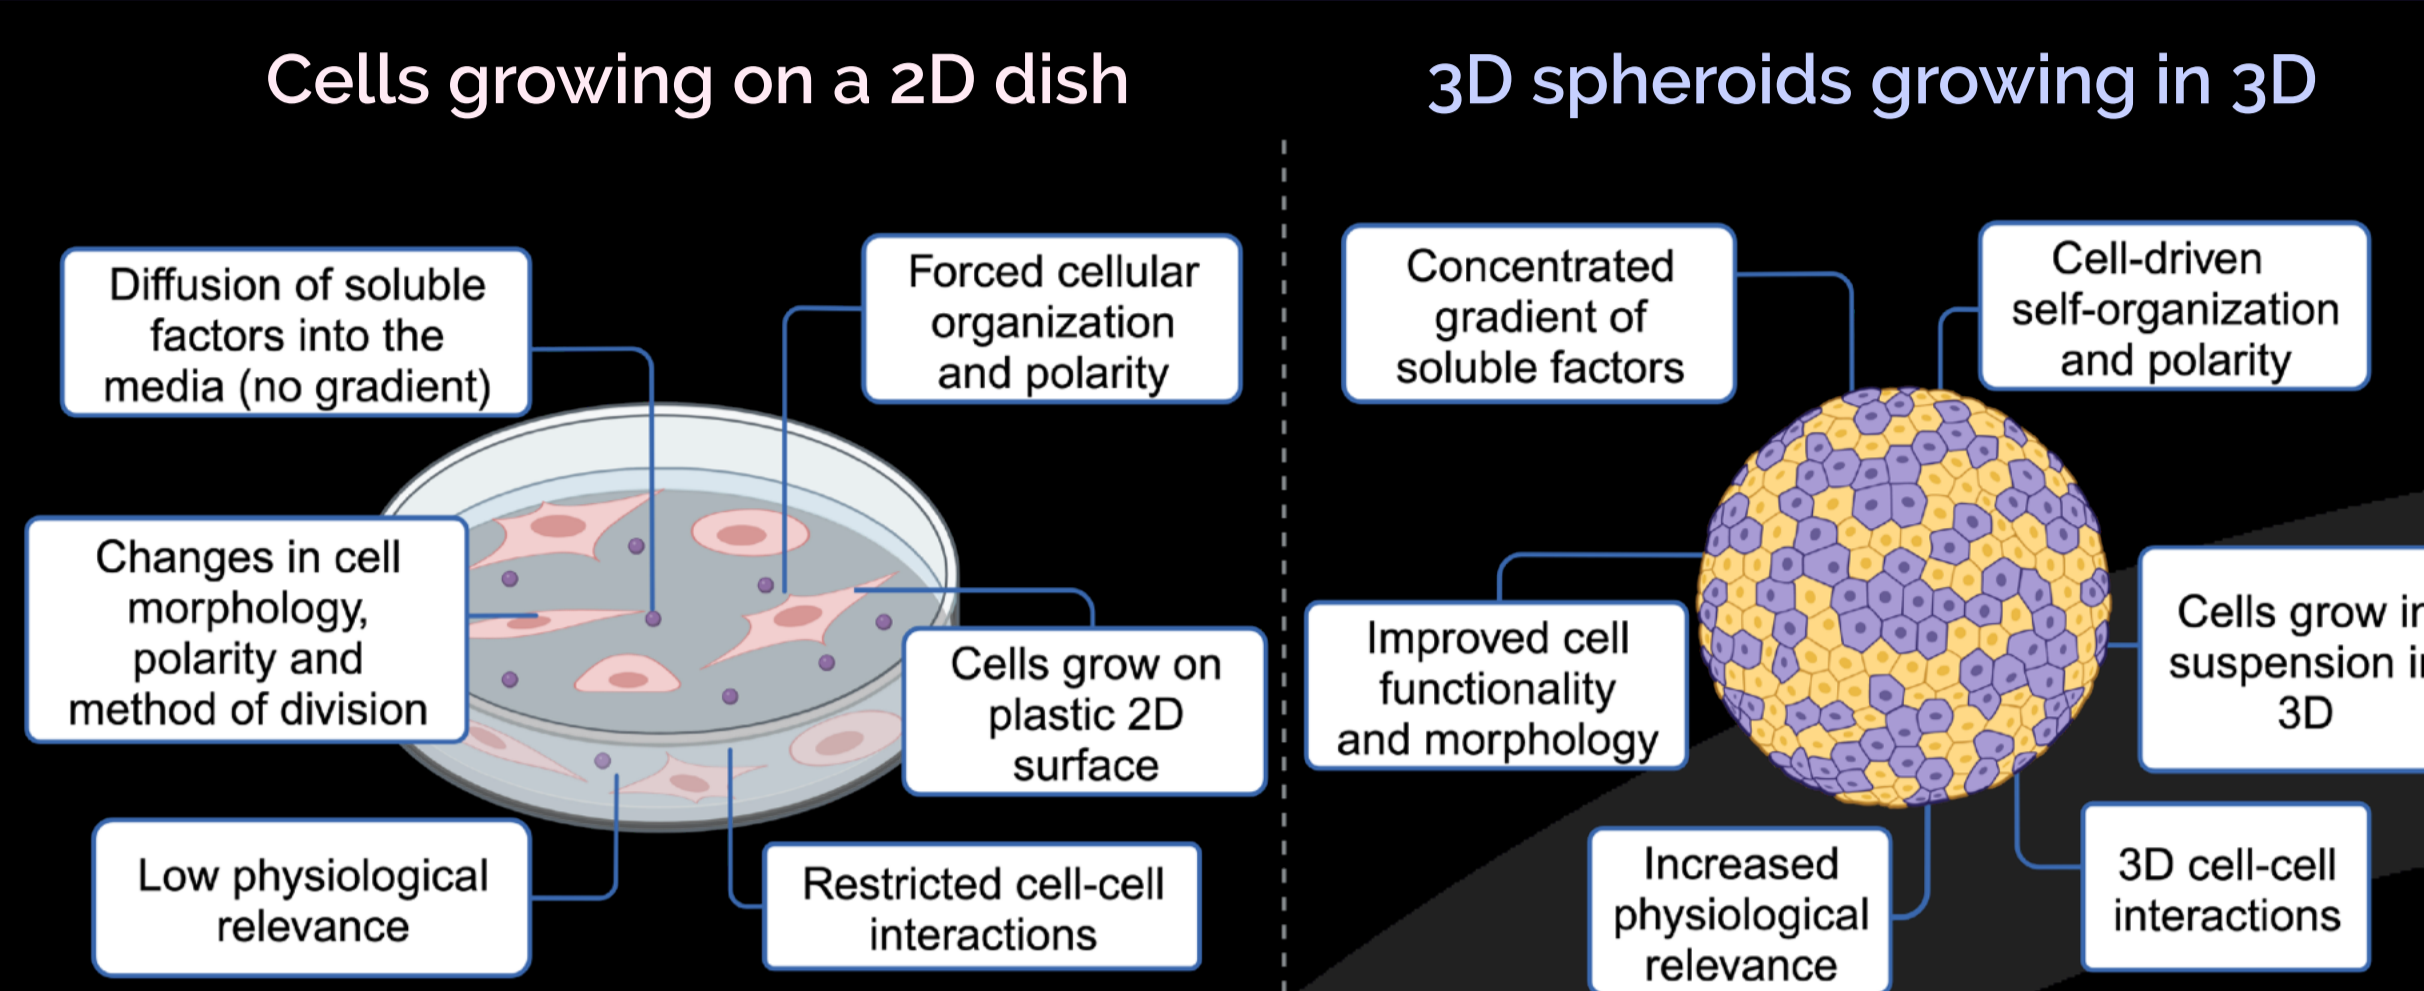 Cells growing on a 2D dish
Diffusion of soluble
factors into the
media (no gradient)
Forced cellular
organization
and polarity
Changes in cell
morphology,
polarity and
method of division
Cells grow on
plastic 2D
surface
Low physiological
relevance
Restricted cell-cell
interactions
3D spheroids growing in 3D
Concentrated
gradient of
soluble factors
Cell-driven
self-organization
and polarity
Improved cell
functionality
and morphology
Cells grow
suspension
3D
Increased
physiological
relevance
3D cell-cell
interactions